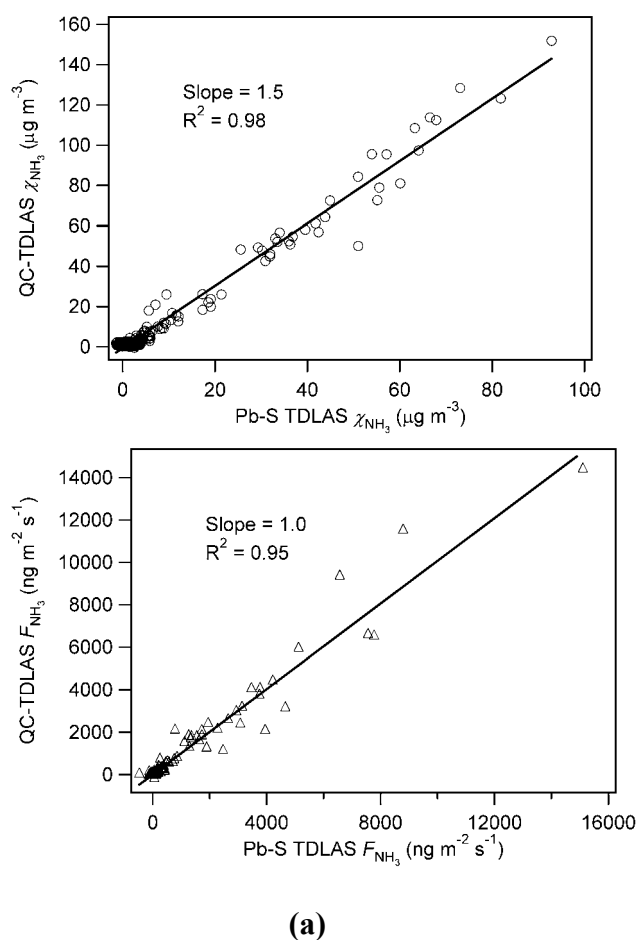 160
140
120
100
80
60
40
20
0
QC-TDLAS χNH3 (μg m-3)
Slope = 1.5
R2 = 0.98
0 20 40 60 80 100
Pb-S TDLAS χNH3 (μg m-3)
14000
12000
10000
8000
6000
4000
2000
0
QC-TDLAS FNH3 (ng m-2 s-1)
Slope = 1.0
R2 = 0.95
0 4000 8000 12000 16000
Pb-S TDLAS FNH3 (ng m-2 s-1)
(a)